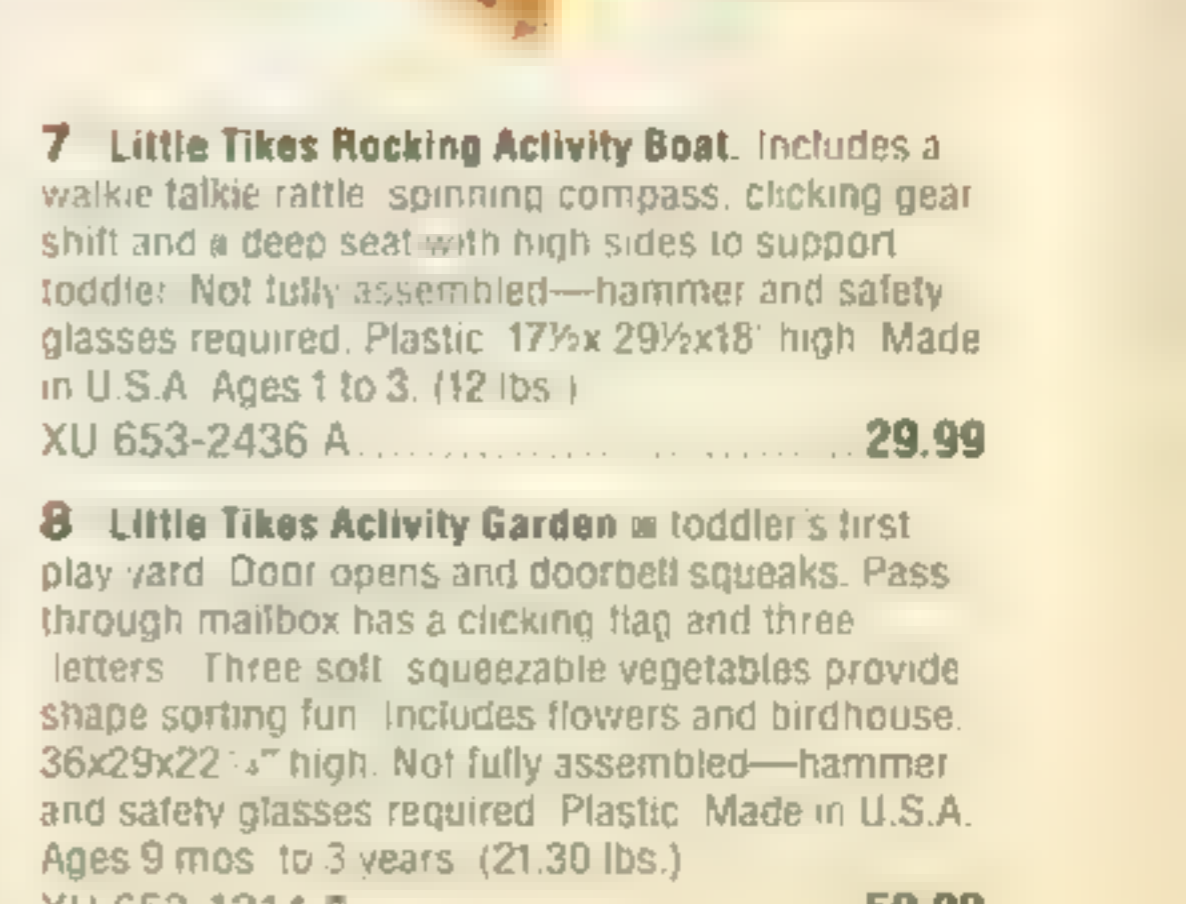 7 Little Tikes Rocking Activity Boat. Includes a
walkie talkie rattle spinning compass, clicking gear
shift and a deep seat with high sides to support
toddler Not fully assembled—hammer and safety
glasses required. Plastic 17½x 29½x18" high Made
in U.S.A Ages 1 to 3. (12 lbs )
XU 653-2436 A.................... 29.99
8 Little Tikes Activity Garden toddler's first
play yard Door opens and doorbell squeaks. Pass
through mailbox has a clicking flag and three
letters Three soft squeezable vegetables provide
shape sorting fun Includes flowers and birdhouse.
36x29x22 high. Not fully assembled—hammer
and safety glasses required Plastic Made in U.S.A.
Ages 9 mos to 3 years (21.30 lbs.)